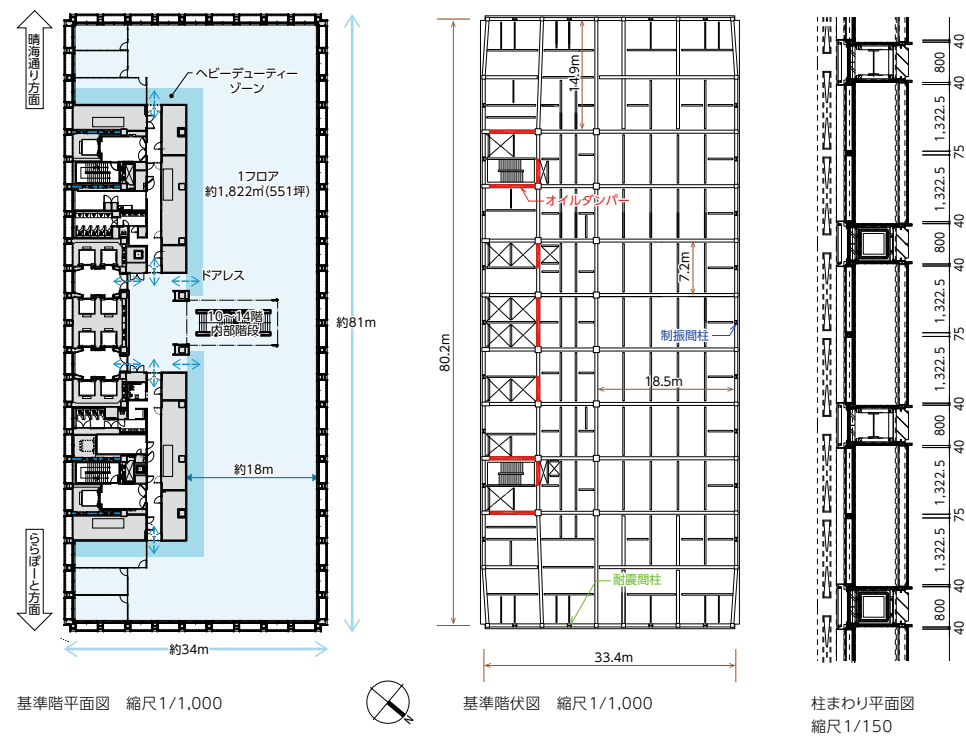 晴海通り方面
ヘビーデューティー
ゾーン
1フロア
約1,822㎡(551坪)
ドアレス
10～14階
内部階段
約81m
約18m
ららぽーと方面
約34m
基準階平面図　縮尺1/1,000
N
14.9m
オイルダンパー
7.2m
制振間柱
80.2m
18.5m
耐震間柱
33.4m
基準階伏図　縮尺1/1,000
40
800
40
1,322.5
75
1,322.5
40
800
40
1,322.5
75
1,322.5
40
800
40
1,322.5
75
1,322.5
40
800
40
柱まわり平面図
縮尺1/150